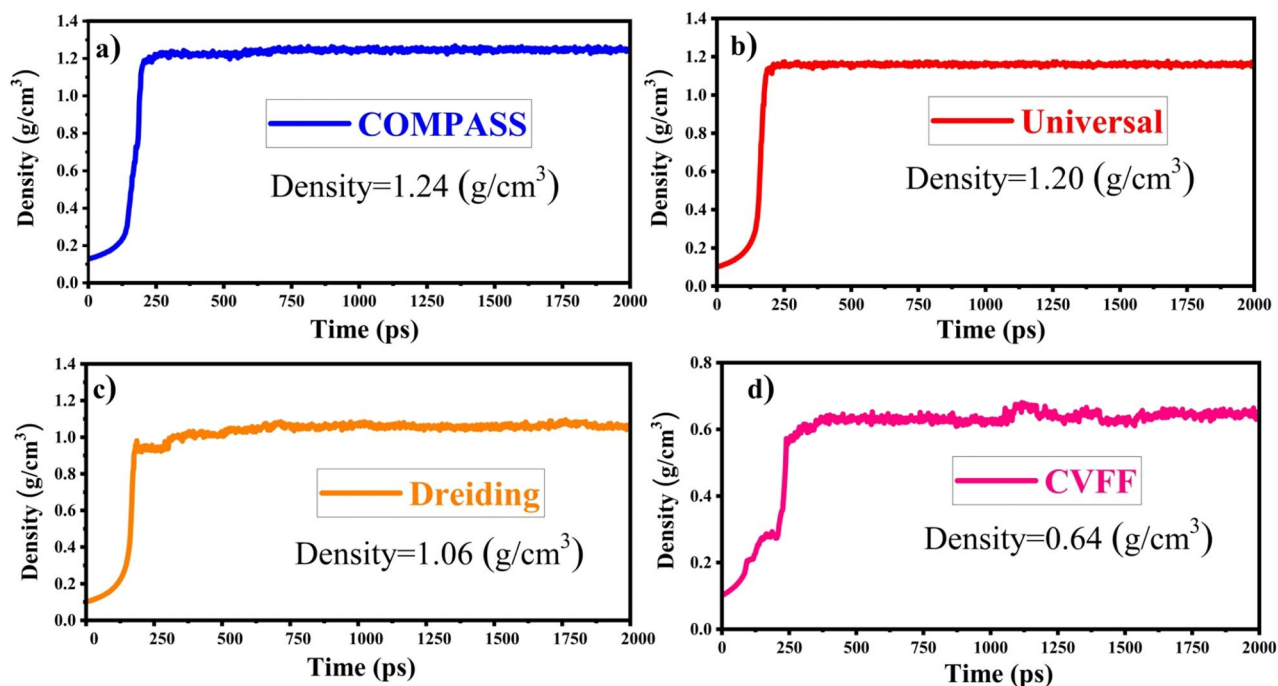 a)
1.4
1.2
1.0
0.8
0.6
0.4
0.2
0.0
Density (g/cm³)
COMPASS
Density=1.24 (g/cm³)
0 250 500 750 1000 1250 1500 1750 2000
Time (ps)
b)
1.4
1.2
1.0
0.8
0.6
0.4
0.2
0.0
Density (g/cm³)
Universal
Density=1.20 (g/cm³)
0 250 500 750 1000 1250 1500 1750 2000
Time (ps)
c)
1.4
1.2
1.0
0.8
0.6
0.4
0.2
0.0
Density (g/cm³)
Dreiding
Density=1.06 (g/cm³)
0 250 500 750 1000 1250 1500 1750 2000
Time (ps)
d)
0.8
0.6
0.4
0.2
0.0
Density (g/cm³)
CVFF
Density=0.64 (g/cm³)
0 250 500 750 1000 1250 1500 1750 2000
Time (ps)